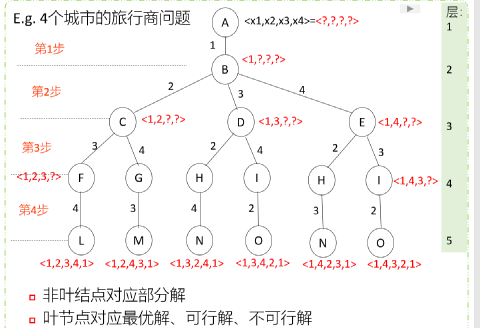 E.g. 4个城市的旅行商问题
A <x1,x2,x3,x4>=<?,?,?,?>
层:
1
第1步
1
B <1,?,?,?>
2
第2步
2 3 4
C <1,2,?,?> D <1,3,?,?> E <1,4,?,?>
3
第3步
3 4 2 4 2 3
<1,2,3,?> F G H I H I <1,4,3,?>
4
第4步
4 3 4 2 3 2
L M N O N O
5
<1,2,3,4,1> <1,2,4,3,1> <1,3,2,4,1> <1,3,4,2,1> <1,4,2,3,1> <1,4,3,2,1>
非叶结点对应部分解
叶节点对应最优解、可行解、不可行解